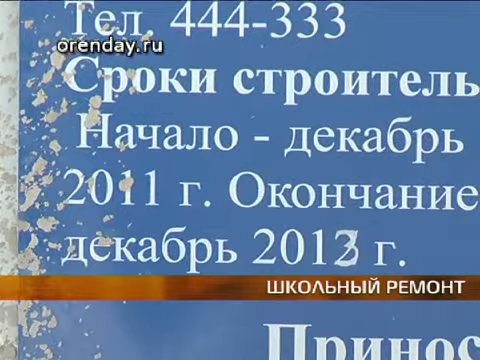 Тел. 444-333
orenday.ru
Сроки строитель
Начало - декабрь
2011 г. Окончание
декабрь 2013 г.
ШКОЛЬНЫЙ РЕМОНТ
Принос